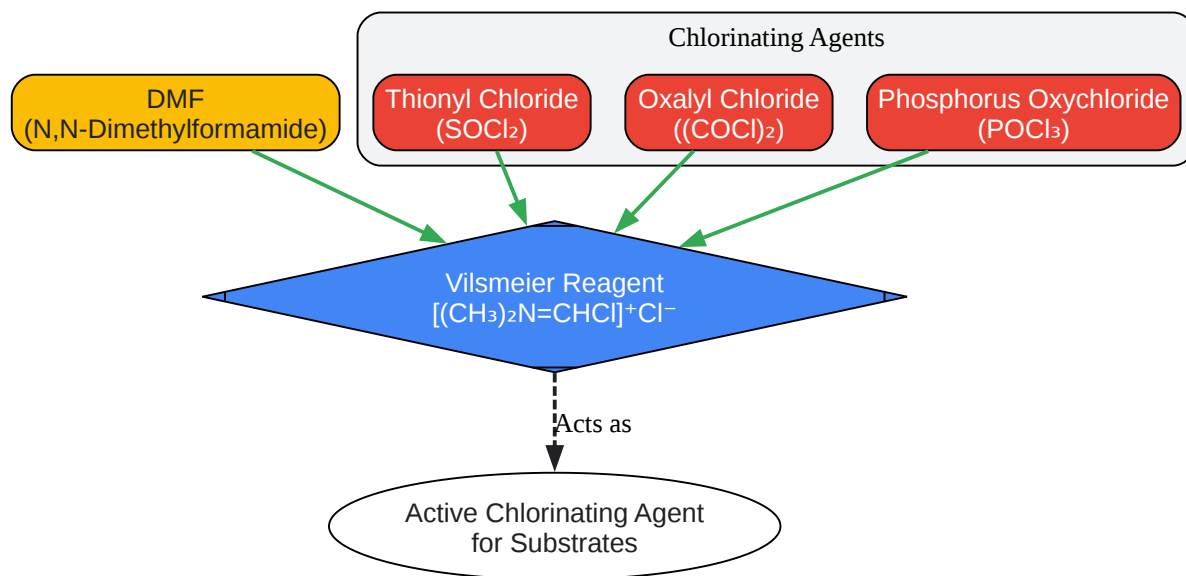 Chlorinating Agents
DMF
(N,N-Dimethylformamide)
Thionyl Chloride
(SOCl₂)
Oxalyl Chloride
((COCl)₂)
Phosphorus Oxychloride
(POCl₃)
Vilsmeier Reagent
[(CH₃)₂N=CHCl]⁺Cl⁻
Acts as
Active Chlorinating Agent
for Substrates